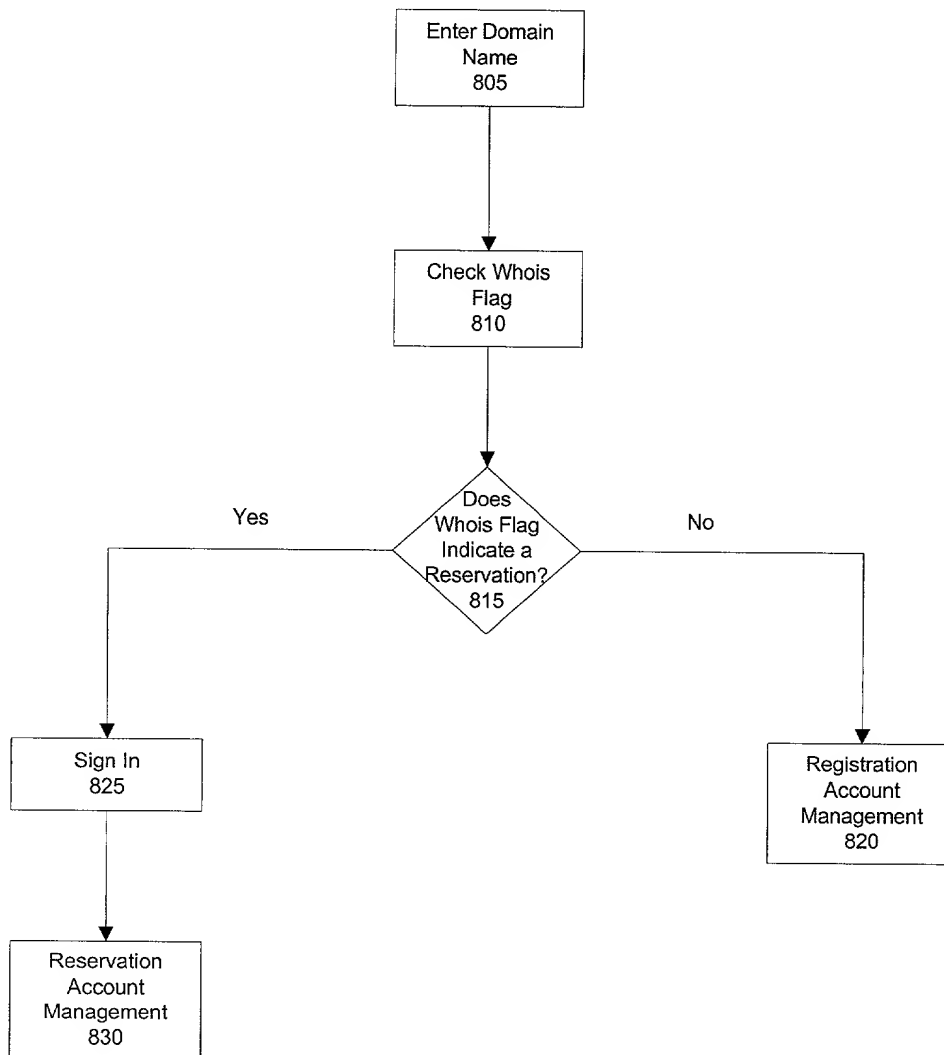 Enter Domain
Name
805
Check Whois
Flag
810
Does
Whois Flag
Indicate a
Reservation?
815
Yes
No
Sign In
825
Registration
Account
Management
820
Reservation
Account
Management
830